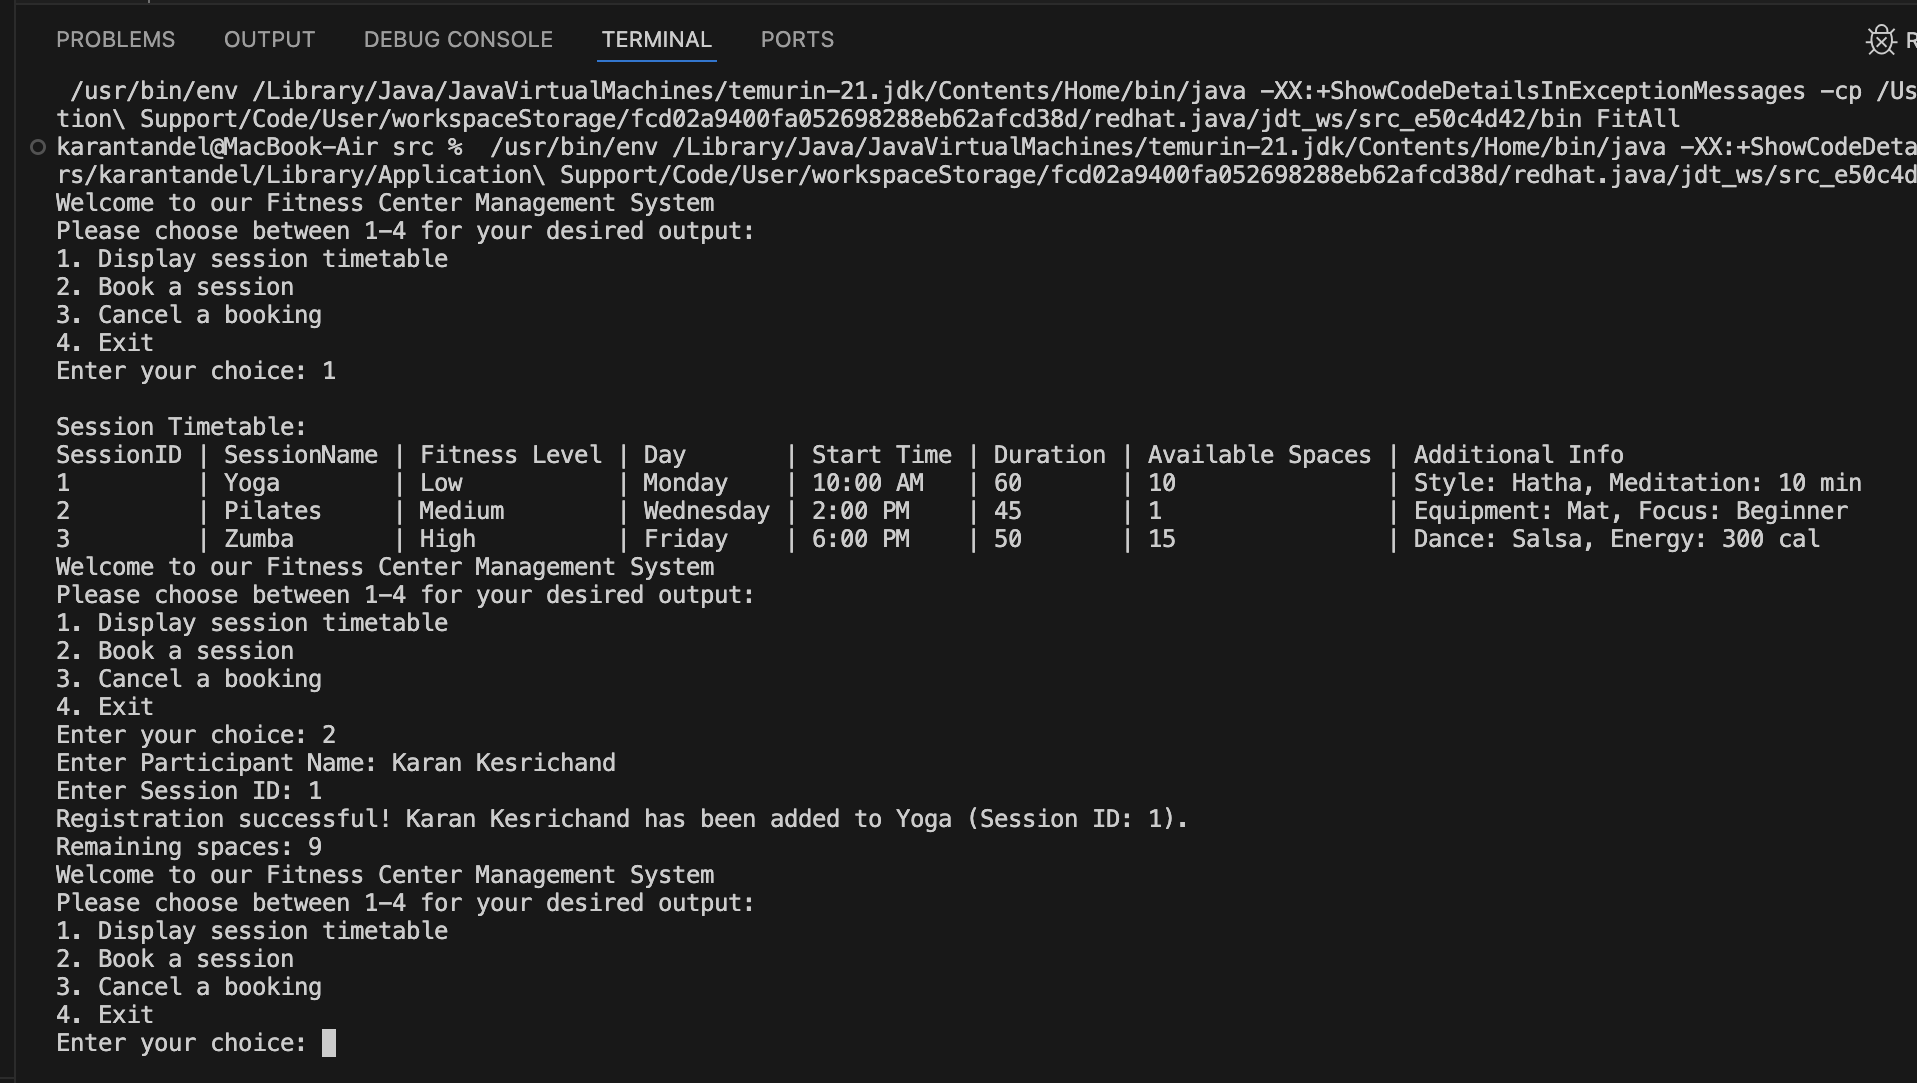 PROBLEMS OUTPUT DEBUG CONSOLE TERMINAL PORTS
/usr/bin/env /Library/Java/JavaVirtualMachines/temurin-21.jdk/Contents/Home/bin/java -XX:+ShowCodeDetailsInExceptionMessages -cp /Us
tion\ Support/Code/User/workspaceStorage/fcd02a9400fa052698288eb62afcd38d/redhat.java/jdt_ws/src_e50c4d42/bin FitAll
karantandel@MacBook-Air src %  /usr/bin/env /Library/Java/JavaVirtualMachines/temurin-21.jdk/Contents/Home/bin/java -XX:+ShowCodeDeta
rs/karantandel/Library/Application\ Support/Code/User/workspaceStorage/fcd02a9400fa052698288eb62afcd38d/redhat.java/jdt_ws/src_e50c4d
Welcome to our Fitness Center Management System
Please choose between 1-4 for your desired output:
1. Display session timetable
2. Book a session
3. Cancel a booking
4. Exit
Enter your choice: 1
Session Timetable:
SessionID | SessionName | Fitness Level | Day       | Start Time | Duration | Available Spaces | Additional Info
1         | Yoga        | Low           | Monday    | 10:00 AM   | 60       | 10               | Style: Hatha, Meditation: 10 min
2         | Pilates     | Medium        | Wednesday | 2:00 PM    | 45       | 1                | Equipment: Mat, Focus: Beginner
3         | Zumba       | High          | Friday    | 6:00 PM    | 50       | 15               | Dance: Salsa, Energy: 300 cal
Welcome to our Fitness Center Management System
Please choose between 1-4 for your desired output:
1. Display session timetable
2. Book a session
3. Cancel a booking
4. Exit
Enter your choice: 2
Enter Participant Name: Karan Kesrichand
Enter Session ID: 1
Registration successful! Karan Kesrichand has been added to Yoga (Session ID: 1).
Remaining spaces: 9
Welcome to our Fitness Center Management System
Please choose between 1-4 for your desired output:
1. Display session timetable
2. Book a session
3. Cancel a booking
4. Exit
Enter your choice: